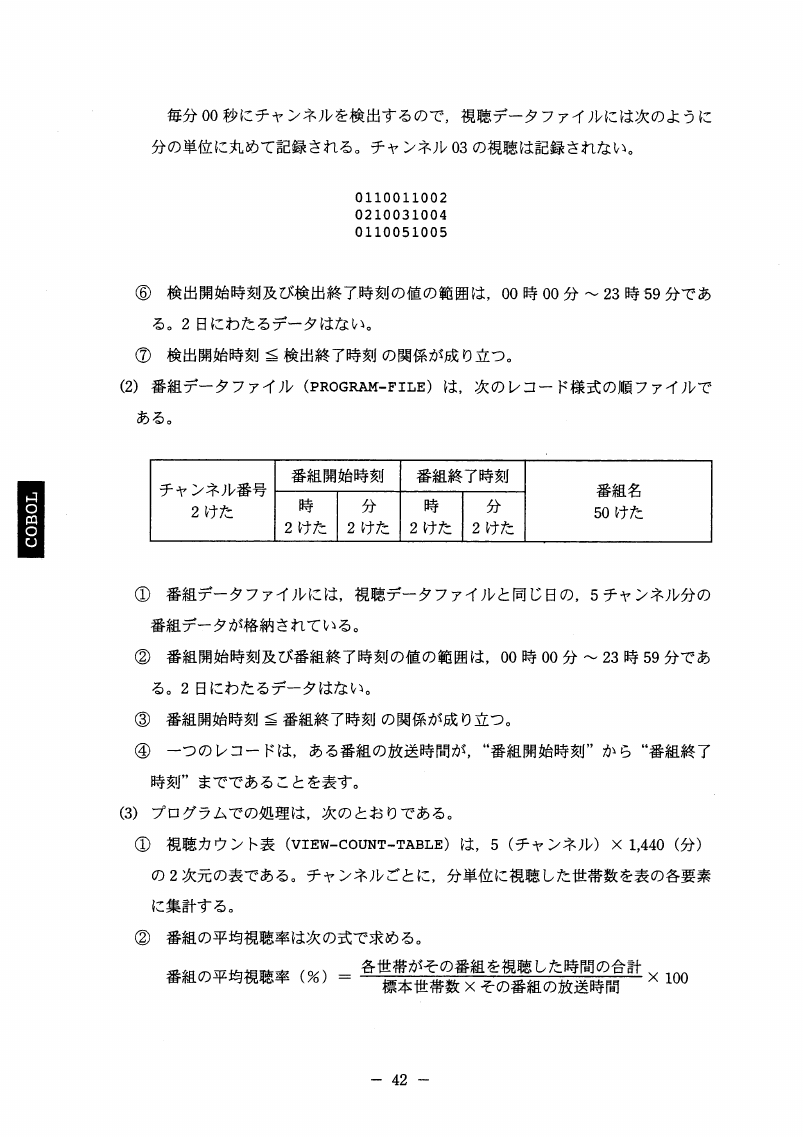 毎分 00 秒にチャンネルを検出するので，視聴データファイルには次のように
分の単位に丸めて記録される。チャンネル 03 の視聴は記録されない。
0110011002
0210031004
0110051005
⑥ 検出開始時刻及び検出終了時刻の値の範囲は，00 時 00 分 ～ 23 時 59 分であ
る。2 日にわたるデータはない。
⑦ 検出開始時刻 ≦ 検出終了時刻 の関係が成り立つ。
(2) 番組データファイル（PROGRAM-FILE）は，次のレコード様式の順ファイルで
ある。
チャンネル番号
2 けた
番組開始時刻 番組終了時刻
時 分 時 分
2 けた 2 けた 2 けた 2 けた
番組名
50 けた
COBOL
① 番組データファイルには，視聴データファイルと同じ日の，5 チャンネル分の
番組データが格納されている。
② 番組開始時刻及び番組終了時刻の値の範囲は，00 時 00 分 ～ 23 時 59 分であ
る。2 日にわたるデータはない。
③ 番組開始時刻 ≦ 番組終了時刻 の関係が成り立つ。
④ 一つのレコードは，ある番組の放送時間が，“番組開始時刻” から “番組終了
時刻” までであることを表す。
(3) プログラムでの処理は，次のとおりである。
① 視聴カウント表（VIEW-COUNT-TABLE）は，5（チャンネル）× 1,440（分）
の 2 次元の表である。チャンネルごとに，分単位に視聴した世帯数を表の各要素
に集計する。
② 番組の平均視聴率は次の式で求める。
番組の平均視聴率（%）＝ 各世帯がその番組を視聴した時間の合計 × 100
標本世帯数 × その番組の放送時間
－ 42 －